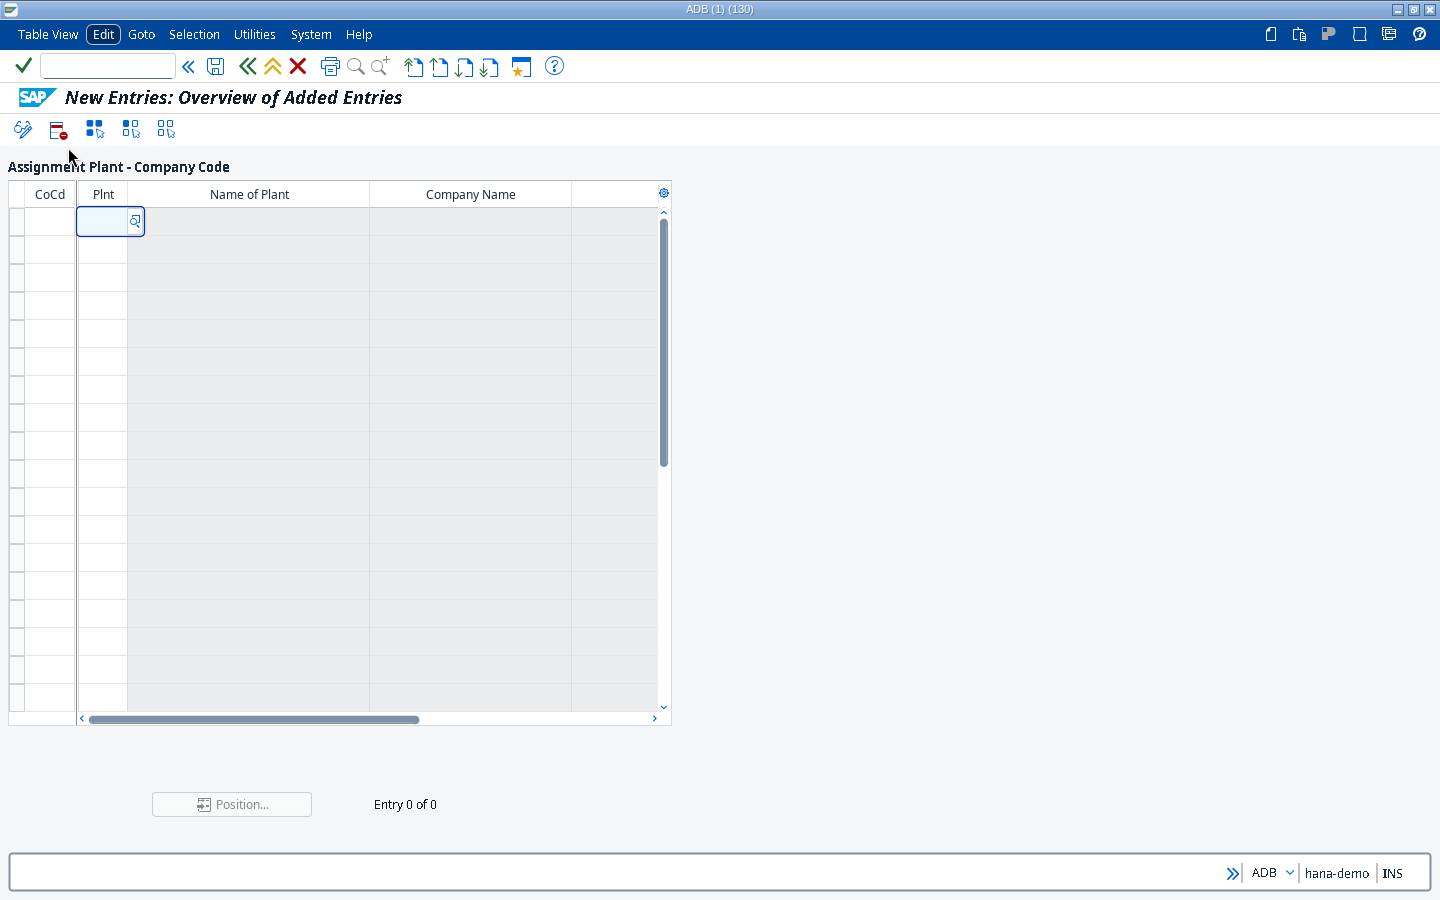 ADB (1) (130)
Table View Edit Goto Selection Utilities System Help
SAP New Entries: Overview of Added Entries
Assignment Plant - Company Code
CoCd Plnt Name of Plant Company Name
Position... Entry 0 of 0
ADB hana-demo INS